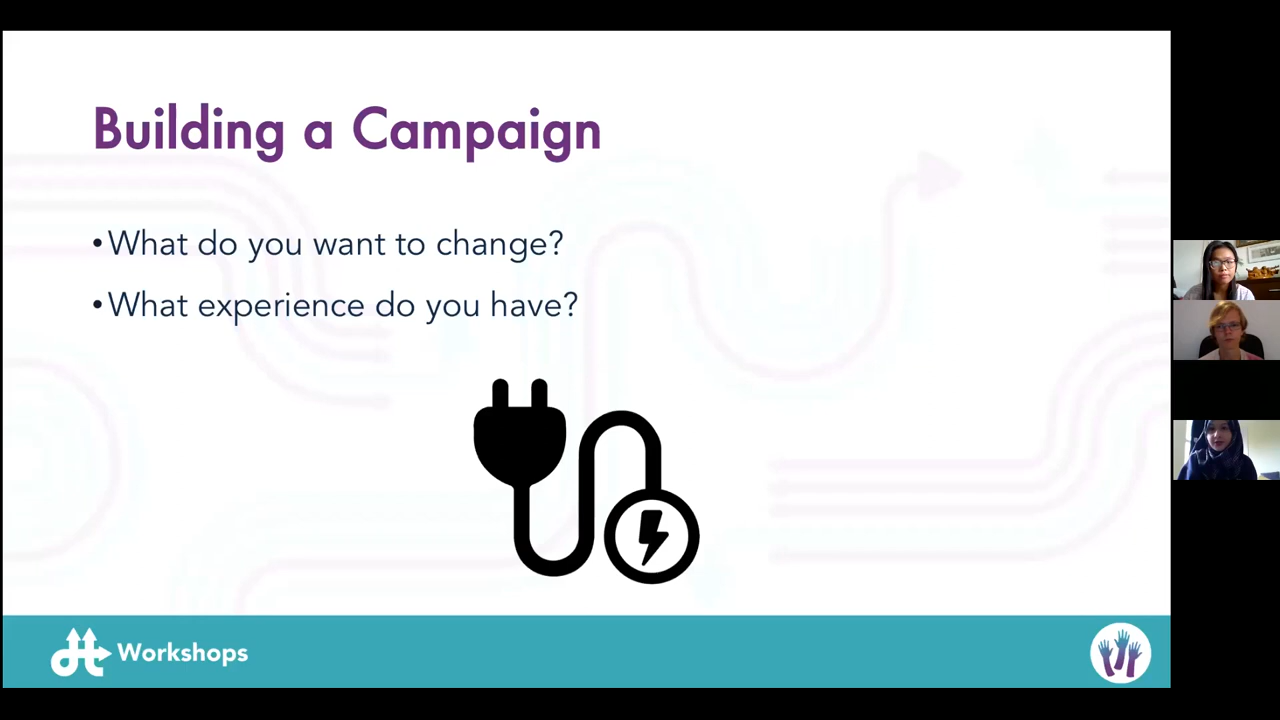 Building a Campaign
•What do you want to change?
•What experience do you have?
Workshops